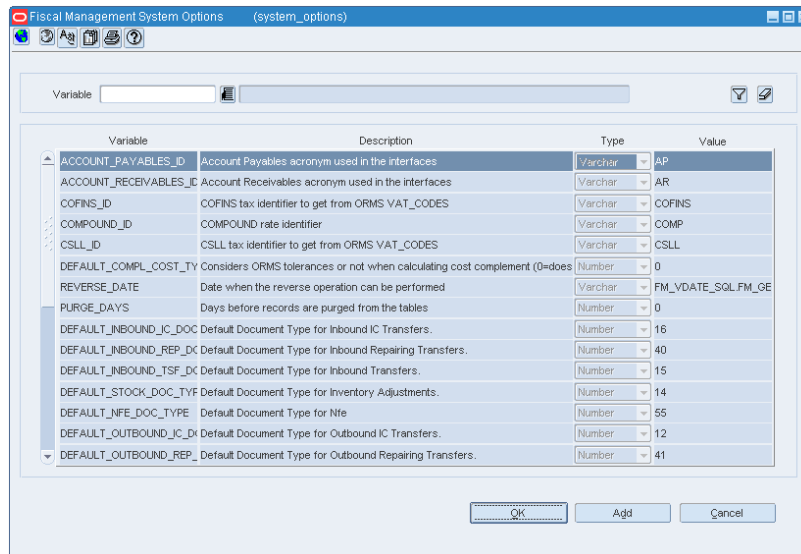 Fiscal Management System Options (system_options)
Variable
Variable Description Type Value
ACCOUNT_PAYABLES_ID Account Payables acronym used in the interfaces Varchar AP
ACCOUNT_RECEIVABLES_ID Account Receivables acronym used in the interfaces Varchar AR
COFINS_ID COFINS tax identifier to get from ORMS VAT_CODES Varchar COFINS
COMPOUND_ID COMPOUND rate identifier Varchar COMP
CSLL_ID CSLL tax identifier to get from ORMS VAT_CODES Varchar CSLL
DEFAULT_COMPL_COST_TY Considers ORMS tolerances or not when calculating cost complement (0=does Number 0
REVERSE_DATE Date when the reverse operation can be performed Varchar FM_VDATE_SQL.FM_GE
PURGE_DAYS Days before records are purged from the tables Number 0
DEFAULT_INBOUND_IC_DOC Default Document Type for Inbound IC Transfers. Number 16
DEFAULT_INBOUND_REP_DO Default Document Type for Inbound Repairing Transfers. Number 40
DEFAULT_INBOUND_TSF_DO Default Document Type for Inbound Transfers. Number 15
DEFAULT_STOCK_DOC_TYP Default Document Type for Inventory Adjustments. Number 14
DEFAULT_NFE_DOC_TYPE Default Document Type for Nfe Number 55
DEFAULT_OUTBOUND_IC_DO Default Document Type for Outbound IC Transfers. Number 12
DEFAULT_OUTBOUND_REP_ Default Document Type for Outbound Repairing Transfers. Number 41
OK Add Cancel